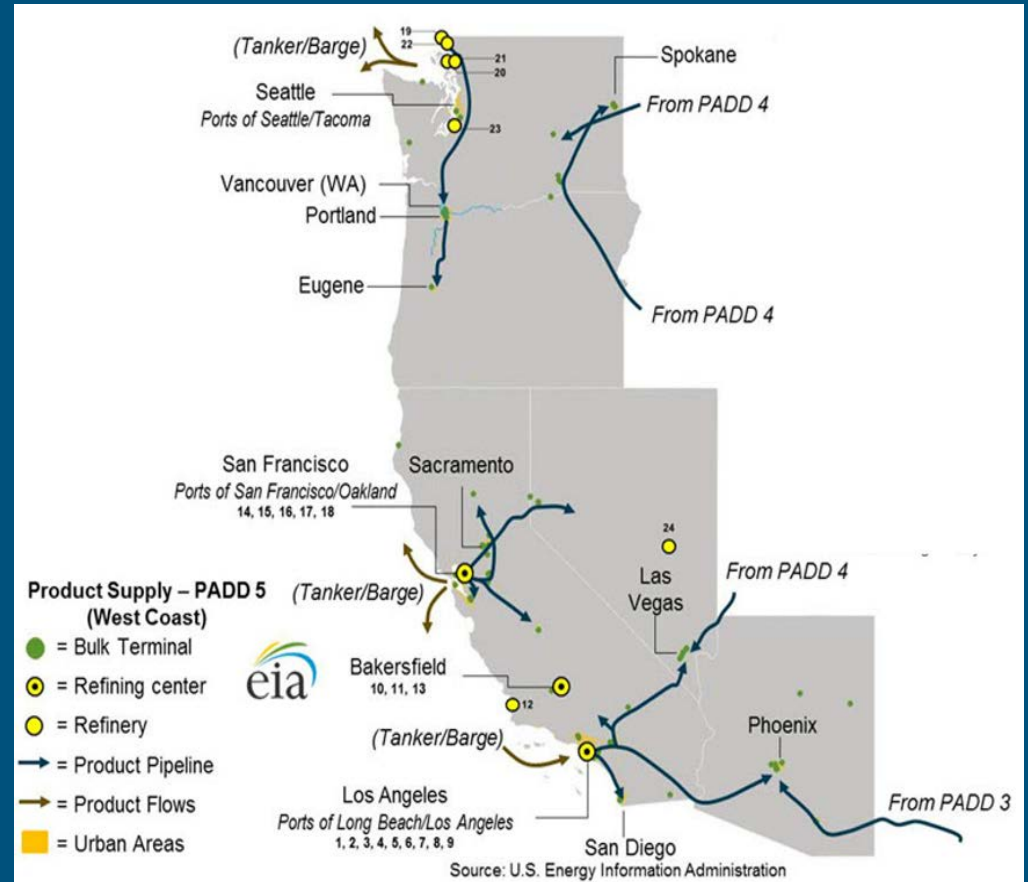 19
(Tanker/Barge)
22
21
20
Spokane
From PADD 4
Seattle
Ports of Seattle/Tacoma
23
Vancouver (WA)
Portland
Eugene
From PADD 4
San Francisco
Ports of San Francisco/Oakland
14, 15, 16, 17, 18
Sacramento
24
Las
Vegas
From PADD 4
(Tanker/Barge)
Bakersfield
10, 11, 13
12
(Tanker/Barge)
Phoenix
From PADD 3
Los Angeles
Ports of Long Beach/Los Angeles
1, 2, 3, 4, 5, 6, 7, 8, 9
San Diego
Product Supply – PADD 5
(West Coast)
= Bulk Terminal
= Refining center
= Refinery
= Product Pipeline
= Product Flows
= Urban Areas
eia
Source: U.S. Energy Information Administration